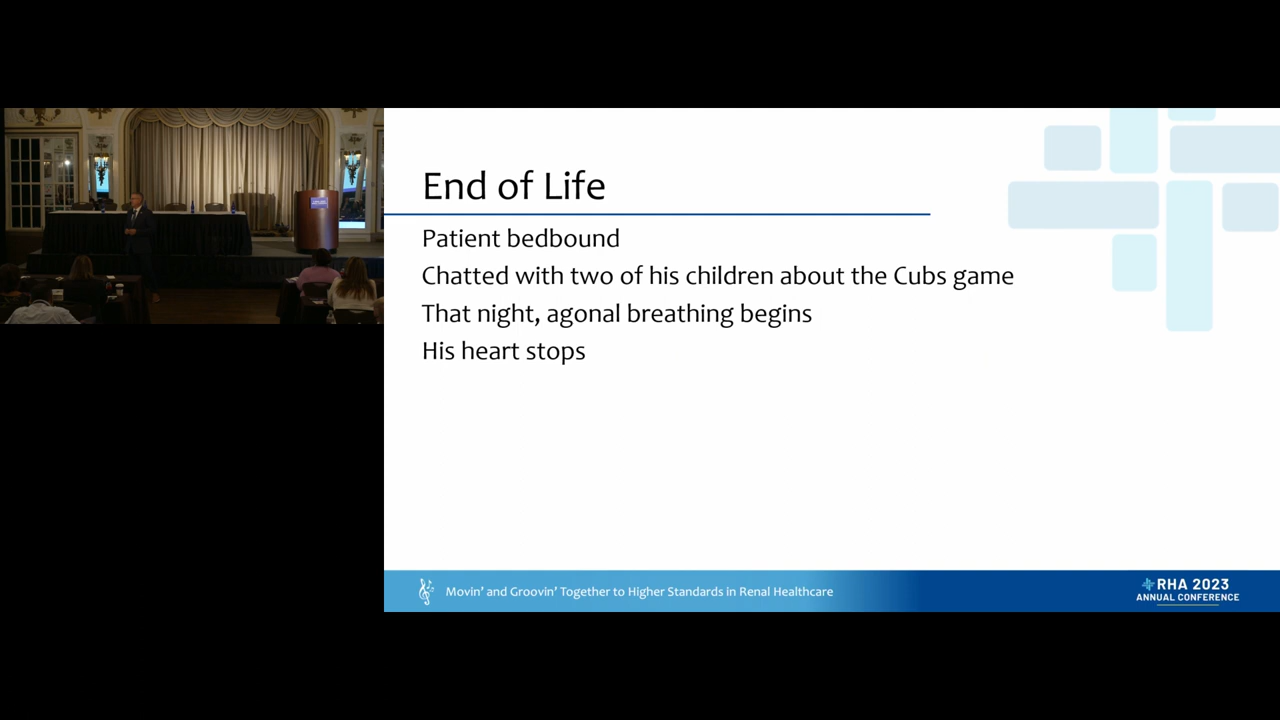 End of Life
Patient bedbound
Chatted with two of his children about the Cubs game
That night, agonal breathing begins
His heart stops
Movin' and Groovin' Together to Higher Standards in Renal Healthcare
RHA 2023
ANNUAL CONFERENCE